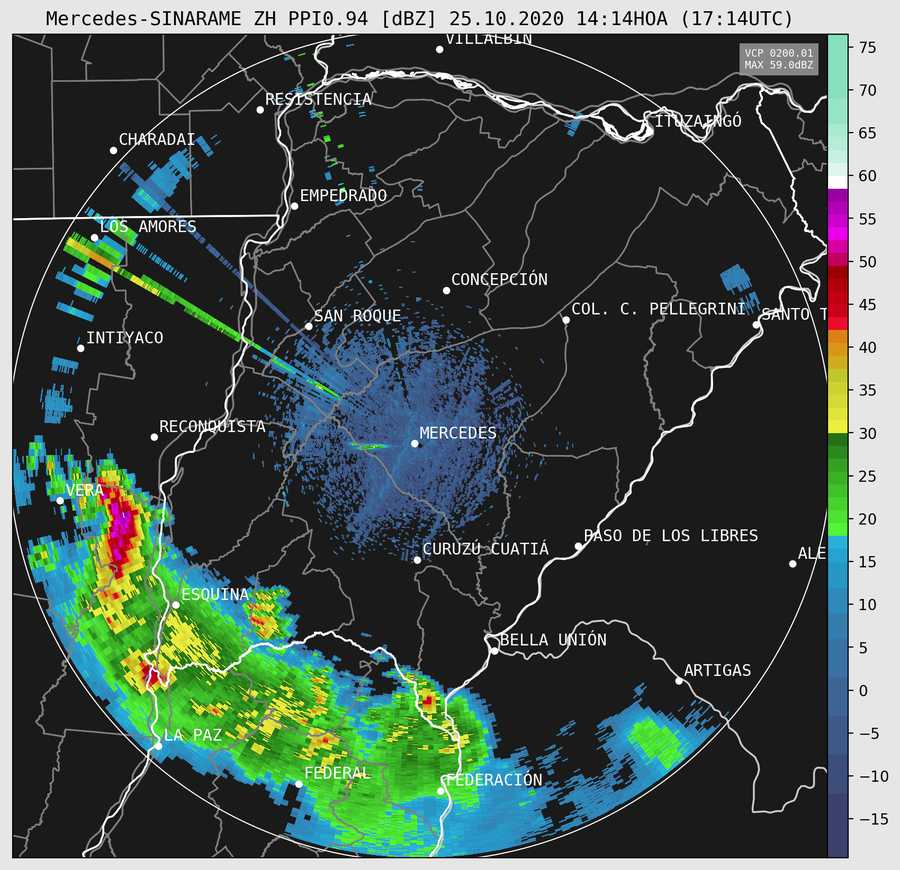 Mercedes-SINARAME ZH PPI0.94 [dBZ] 25.10.2020 14:14HOA (17:14UTC)
VILLALBIN
VCP 0200.01
MAX 59.0dBZ
RESISTENCIA
ITUZAINGÓ
CHARADAI
EMPEDRADO
LOS AMORES
CONCEPCIÓN
COL. C. PELLEGRINI
SANTO T
SAN ROQUE
INTIYACO
RECONQUISTA
MERCEDES
VERA
PASO DE LOS LIBRES
CURUZÚ CUATIÁ
ALE
ESQUINA
BELLA UNIÓN
ARTIGAS
LA PAZ
FEDERAL
FEDERACIÓN
75
70
65
60
55
50
45
40
35
30
25
20
15
10
5
0
−5
−10
−15